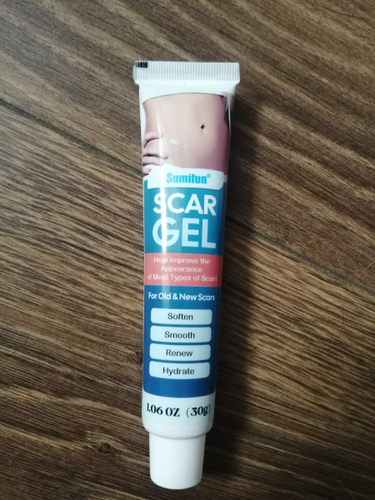 Sumifun®
SCAR
GEL
Help Improve the
Appearance
of Most Types of Scars
For Old & New Scars
Soften
Smooth
Renew
Hydrate
1.06 OZ (30g)